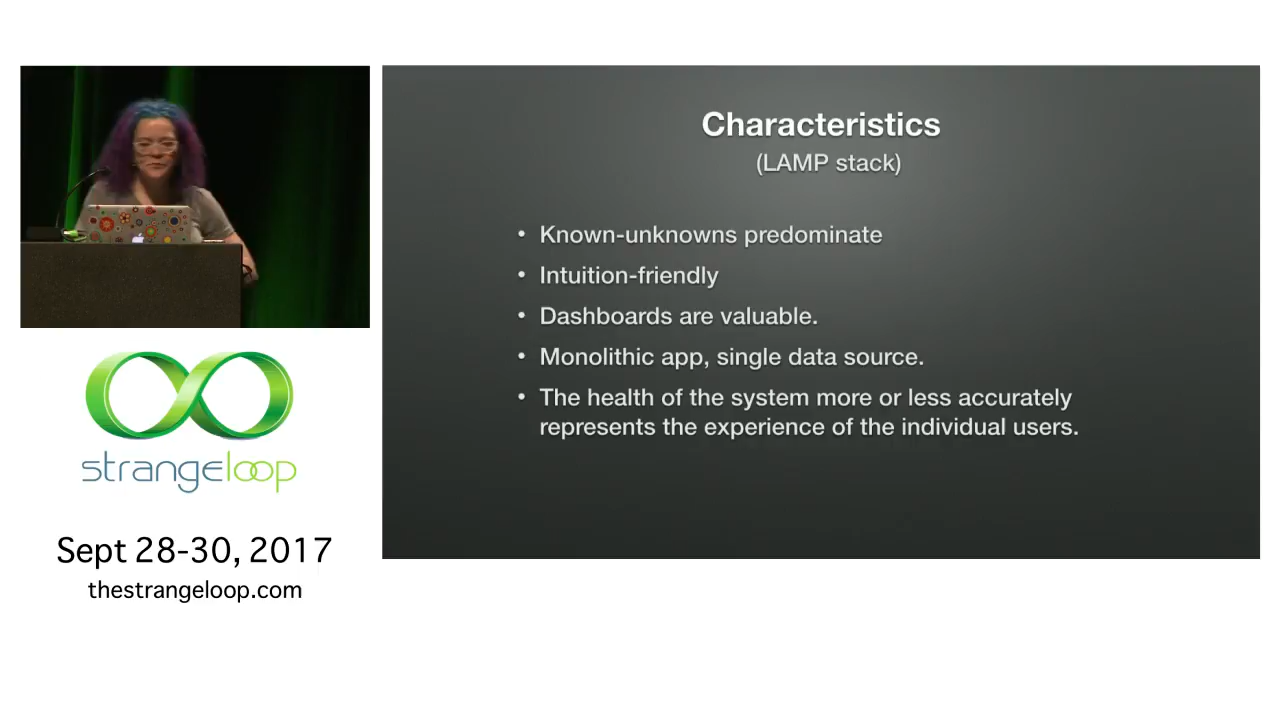 Characteristics
(LAMP stack)
• Known-unknowns predominate
• Intuition-friendly
• Dashboards are valuable.
• Monolithic app, single data source.
• The health of the system more or less accurately
represents the experience of the individual users.
strangeloop
Sept 28-30, 2017
thestrangeloop.com